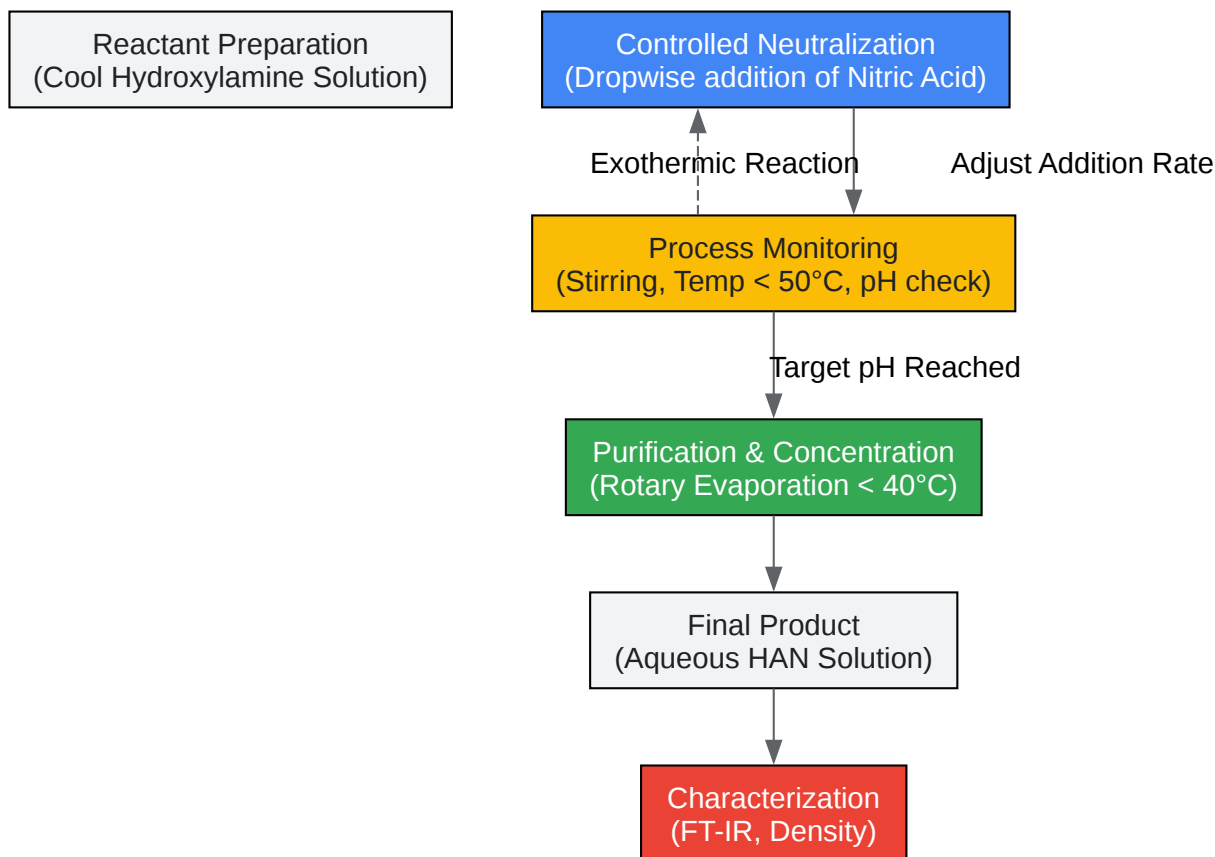 Reactant Preparation
(Cool Hydroxylamine Solution)
Controlled Neutralization
(Dropwise addition of Nitric Acid)
Exothermic Reaction
Adjust Addition Rate
Process Monitoring
(Stirring, Temp < 50°C, pH check)
Target pH Reached
Purification & Concentration
(Rotary Evaporation < 40°C)
Final Product
(Aqueous HAN Solution)
Characterization
(FT-IR, Density)